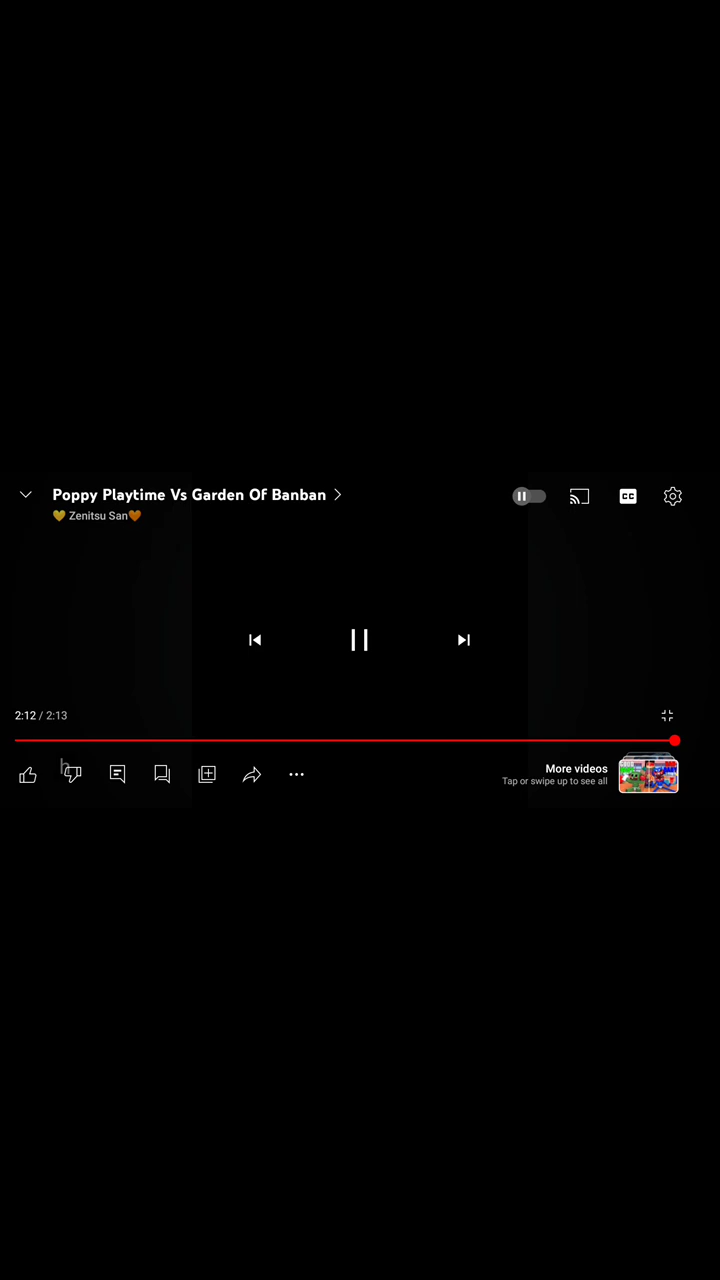 Poppy Playtime Vs Garden Of Banban
💛 Zenitsu San🧡
CC
2:12 / 2:13
More videos
Tap or swipe up to see all